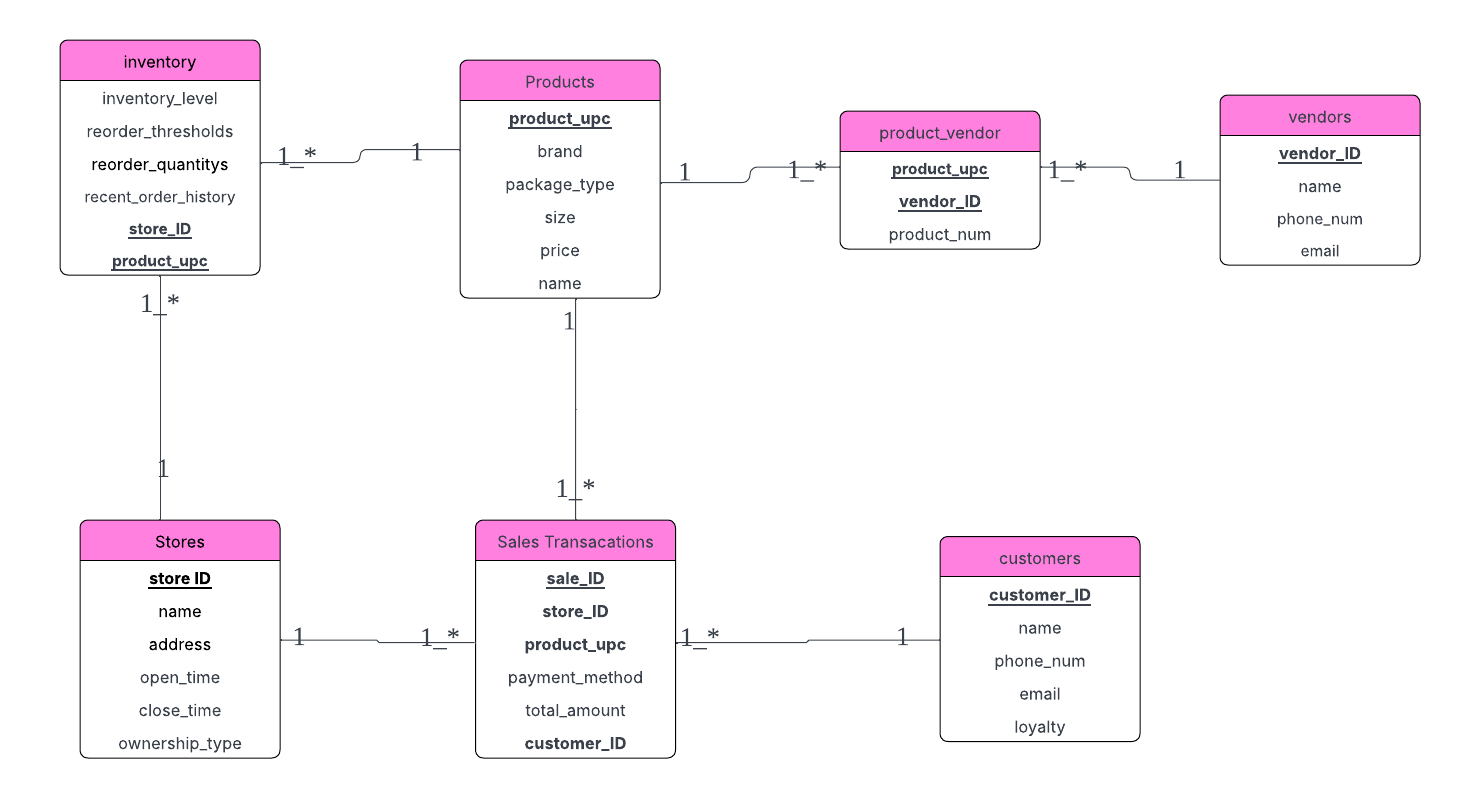 inventory
inventory_level
reorder_thresholds
reorder_quantitys
recent_order_history
store_ID
product_upc
1_*
1
Products
product_upc
brand
package_type
size
price
name
1
1_*
product_vendor
product_upc
vendor_ID
product_num
1_*
1
vendors
vendor_ID
name
phone_num
email
1_*
1
1
1_*
Stores
store ID
name
address
open_time
close_time
ownership_type
1
1_*
Sales Transacations
sale_ID
store_ID
product_upc
payment_method
total_amount
customer_ID
1_*
1
customers
customer_ID
name
phone_num
email
loyalty